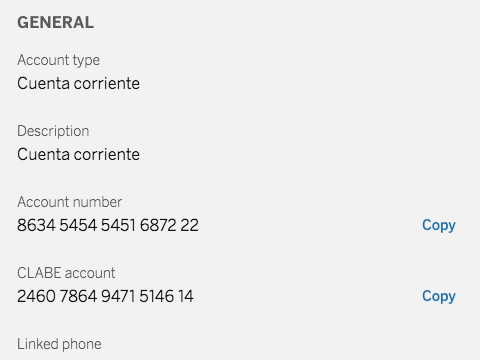 GENERAL
Account type
Cuenta corriente
Description
Cuenta corriente
Account number
8634 5454 5451 6872 22
Copy
CLABE account
2460 7864 9471 5146 14
Copy
Linked phone